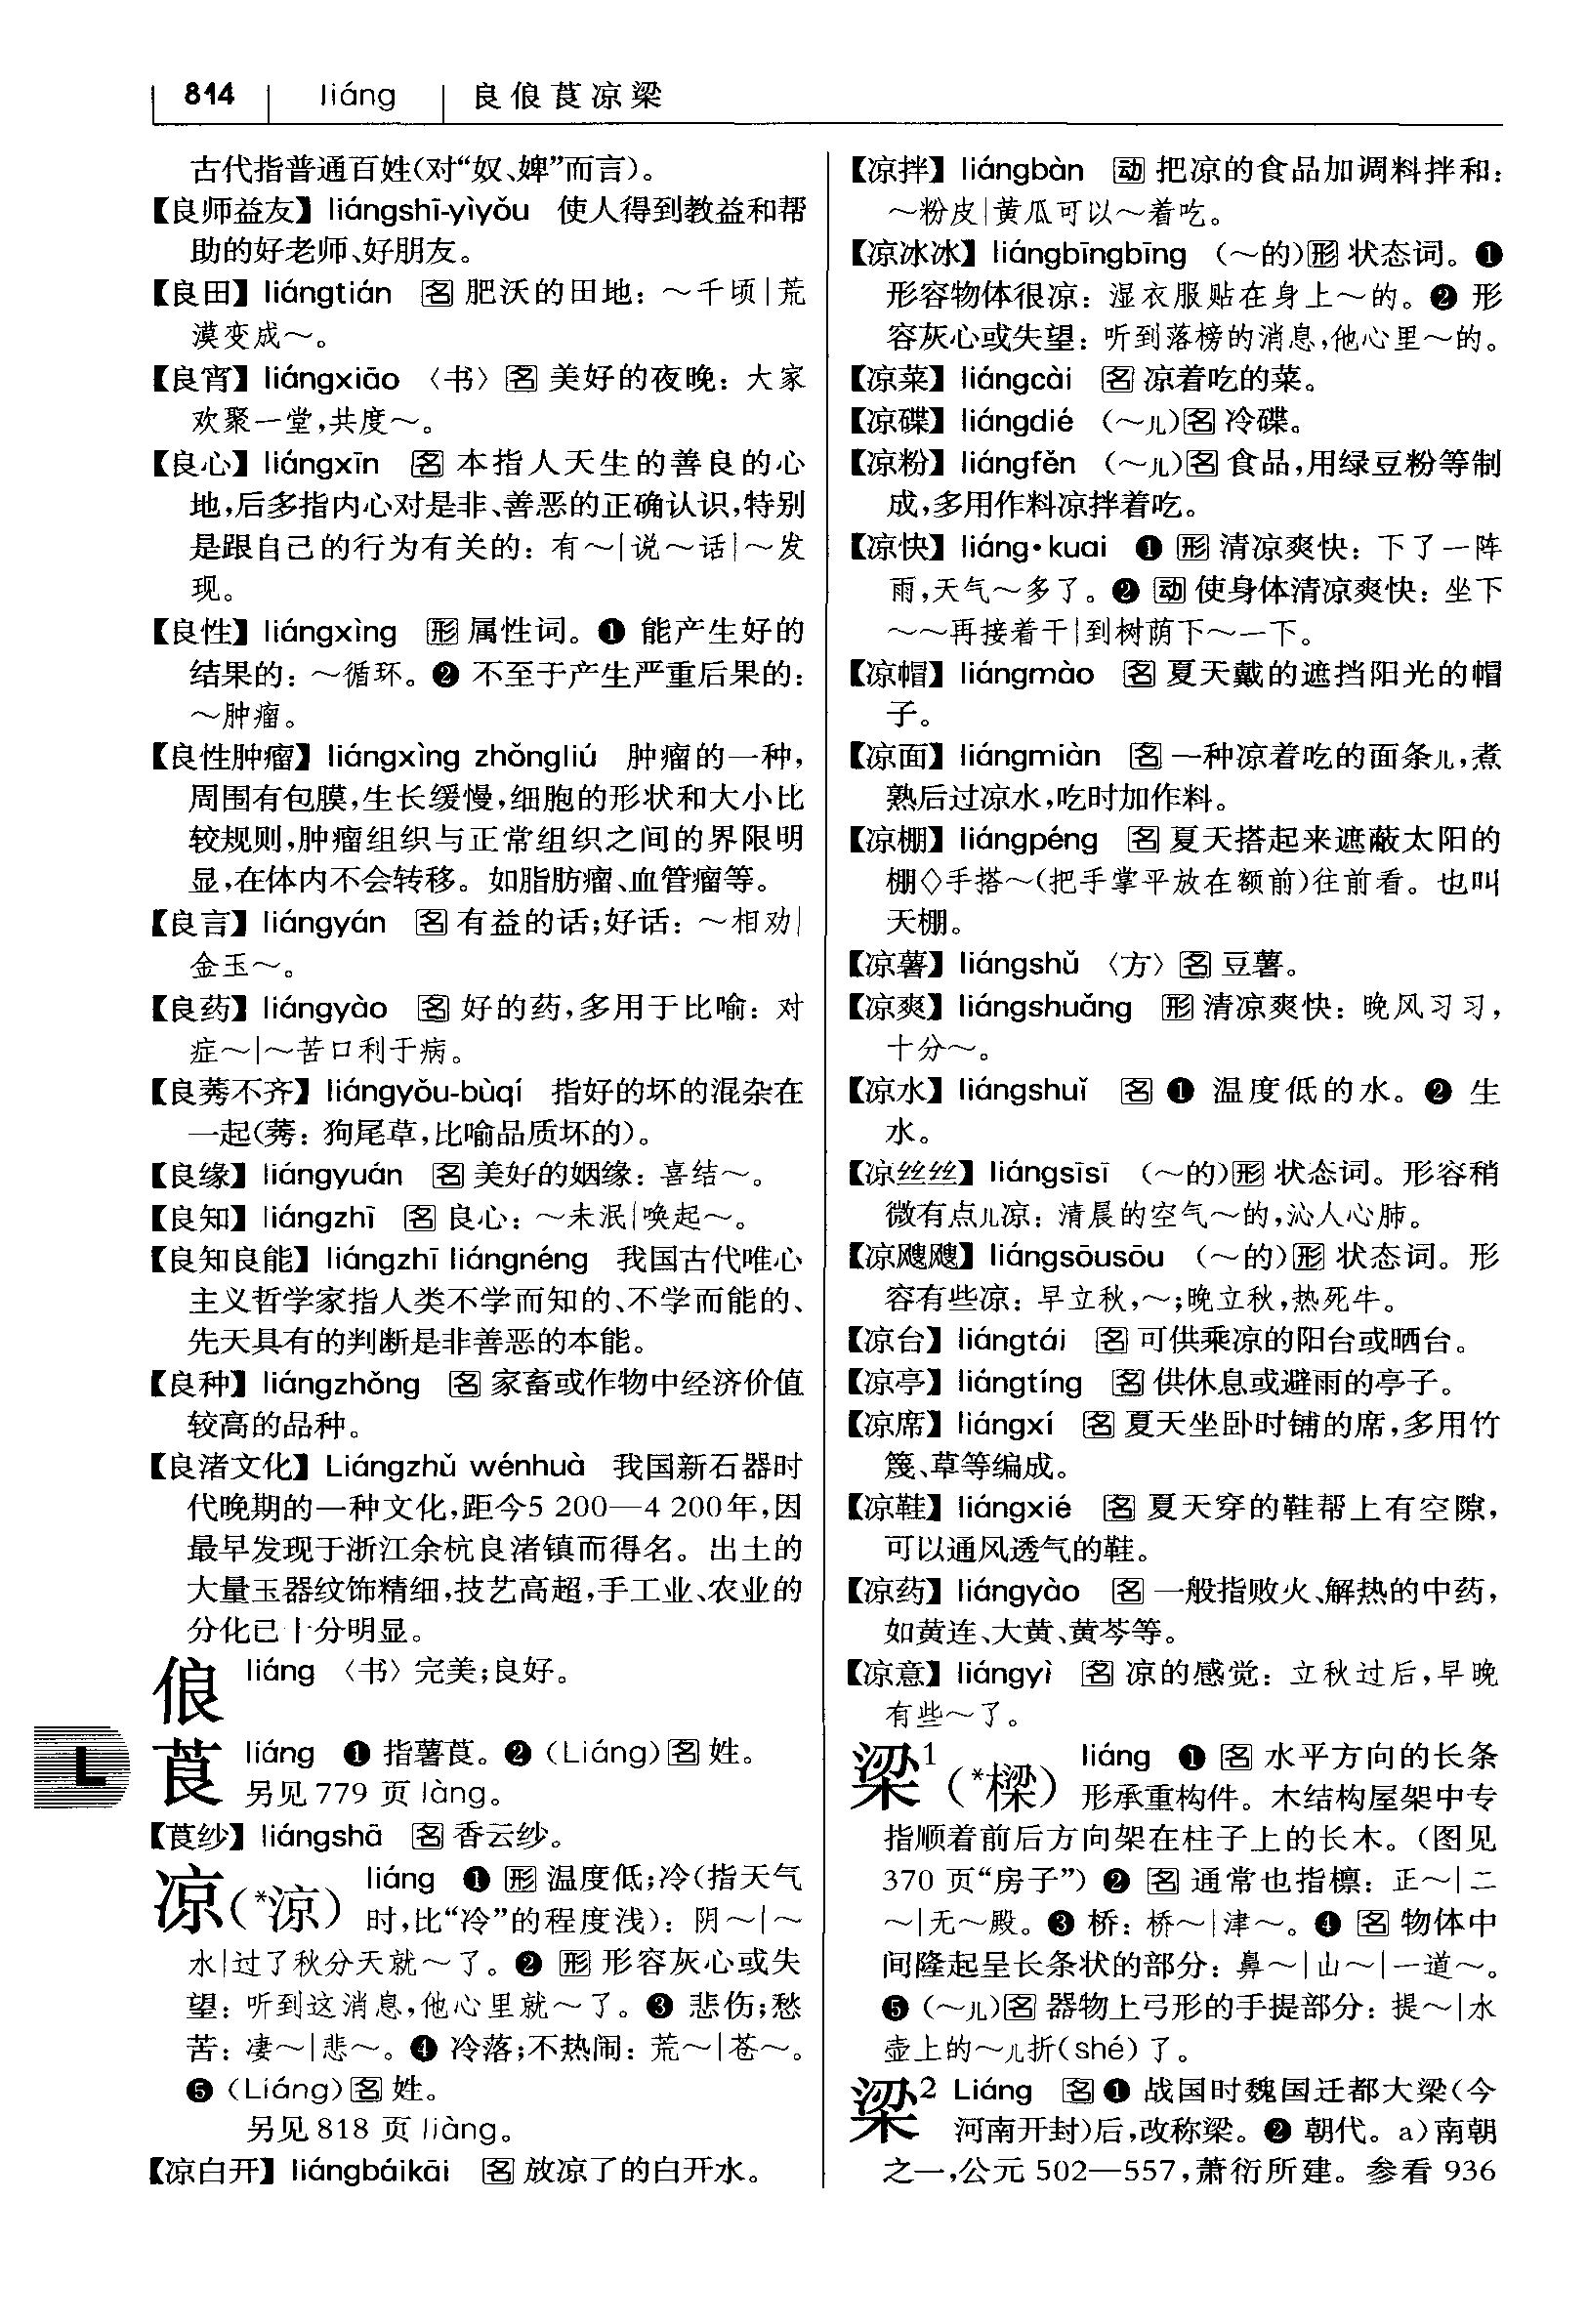 814 liáng 良俍莨凉梁
古代指普通百姓(对“奴、婢”而言)。
【良师益友】liángshī-yìyǒu 使人得到教益和帮
助的好老师、好朋友。
【良田】liángtián 名 肥沃的田地：～千顷|荒
漠变成～。
【良宵】liángxiāo 〈书〉名 美好的夜晚：大家
欢聚一堂,共度～。
【良心】liángxīn 名 本指人天生的善良的心
地,后多指内心对是非、善恶的正确认识,特别
是跟自己的行为有关的：有～|说～话|～发
现。
【良性】liángxìng 形 属性词。❶ 能产生好的
结果的：～循环。❷ 不至于产生严重后果的：
～肿瘤。
【良性肿瘤】liángxìng zhǒngliú 肿瘤的一种,
周围有包膜,生长缓慢,细胞的形状和大小比
较规则,肿瘤组织与正常组织之间的界限明
显,在体内不会转移。如脂肪瘤、血管瘤等。
【良言】liángyán 名 有益的话;好话：～相劝|
金玉～。
【良药】liángyào 名 好的药,多用于比喻：对
症～|～苦口利于病。
【良莠不齐】liángyǒu-bùqí 指好的坏的混杂在
一起(莠：狗尾草,比喻品质坏的)。
【良缘】liángyuán 名 美好的姻缘：喜结～。
【良知】liángzhī 名 良心：～未泯|唤起～。
【良知良能】liángzhī liángnéng 我国古代唯心
主义哲学家指人类不学而知的、不学而能的、
先天具有的判断是非善恶的本能。
【良种】liángzhǒng 名 家畜或作物中经济价值
较高的品种。
【良渚文化】Liángzhǔ wénhuà 我国新石器时
代晚期的一种文化,距今5 200—4 200年,因
最早发现于浙江余杭良渚镇而得名。出土的
大量玉器纹饰精细,技艺高超,手工业、农业的
分化已十分明显。
俍 liáng 〈书〉完美;良好。
莨 liáng ❶ 指薯莨。❷ (Liáng)名 姓。
另见779页 làng。
【莨纱】liángshā 名 香云纱。
凉(*涼) liáng ❶ 形 温度低;冷(指天气
时,比“冷”的程度浅)：阴～|～
水|过了秋分天就～了。❷ 形 形容灰心或失
望：听到这消息,他心里就～了。❸ 悲伤;愁
苦：凄～|悲～。❹ 冷落;不热闹：荒～|苍～。
❺ (Liáng)名 姓。
另见818页 liàng。
【凉白开】liángbáikāi 名 放凉了的白开水。
【凉拌】liángbàn 动 把凉的食品加调料拌和：
～粉皮|黄瓜可以～着吃。
【凉冰冰】liángbīngbīng (～的)形 状态词。❶
形容物体很凉：湿衣服贴在身上～的。❷ 形
容灰心或失望：听到落榜的消息,他心里～的。
【凉菜】liángcài 名 凉着吃的菜。
【凉碟】liángdié (～儿)名 冷碟。
【凉粉】liángfěn (～儿)名 食品,用绿豆粉等制
成,多用作料凉拌着吃。
【凉快】liáng•kuai ❶ 形 清凉爽快：下了一阵
雨,天气～多了。❷ 动 使身体清凉爽快：坐下
～～再接着干|到树荫下～一下。
【凉帽】liángmào 名 夏天戴的遮挡阳光的帽
子。
【凉面】liángmiàn 名 一种凉着吃的面条儿,煮
熟后过凉水,吃时加作料。
【凉棚】liángpéng 名 夏天搭起来遮蔽太阳的
棚◇手搭～(把手掌平放在额前)往前看。也叫
天棚。
【凉薯】liángshǔ 〈方〉名 豆薯。
【凉爽】liángshuǎng 形 清凉爽快：晚风习习,
十分～。
【凉水】liángshuǐ 名 ❶ 温度低的水。❷ 生
水。
【凉丝丝】liángsīsī (～的)形 状态词。形容稍
微有点儿凉：清晨的空气～的,沁人心肺。
【凉飕飕】liángsōusōu (～的)形 状态词。形
容有些凉：早立秋,～;晚立秋,热死牛。
【凉台】liángtái 名 可供乘凉的阳台或晒台。
【凉亭】liángtíng 名 供休息或避雨的亭子。
【凉席】liángxí 名 夏天坐卧时铺的席,多用竹
篾、草等编成。
【凉鞋】liángxié 名 夏天穿的鞋帮上有空隙,
可以通风透气的鞋。
【凉药】liángyào 名 一般指败火、解热的中药,
如黄连、大黄、黄芩等。
【凉意】liángyì 名 凉的感觉：立秋过后,早晚
有些～了。
梁1(*樑) liáng ❶ 名 水平方向的长条
形承重构件。木结构屋架中专
指顺着前后方向架在柱子上的长木。(图见
370页“房子”) ❷ 名 通常也指檩：正～|二
～|无～殿。❸ 桥：桥～|津～。❹ 名 物体中
间隆起呈长条状的部分：鼻～|山～|一道～。
❺ (～儿)名 器物上弓形的手提部分：提～|水
壶上的～儿折(shé)了。
梁2 Liáng 名 ❶ 战国时魏国迁都大梁(今
河南开封)后,改称梁。❷ 朝代。a)南朝
之一,公元 502—557,萧衍所建。参看 936
L